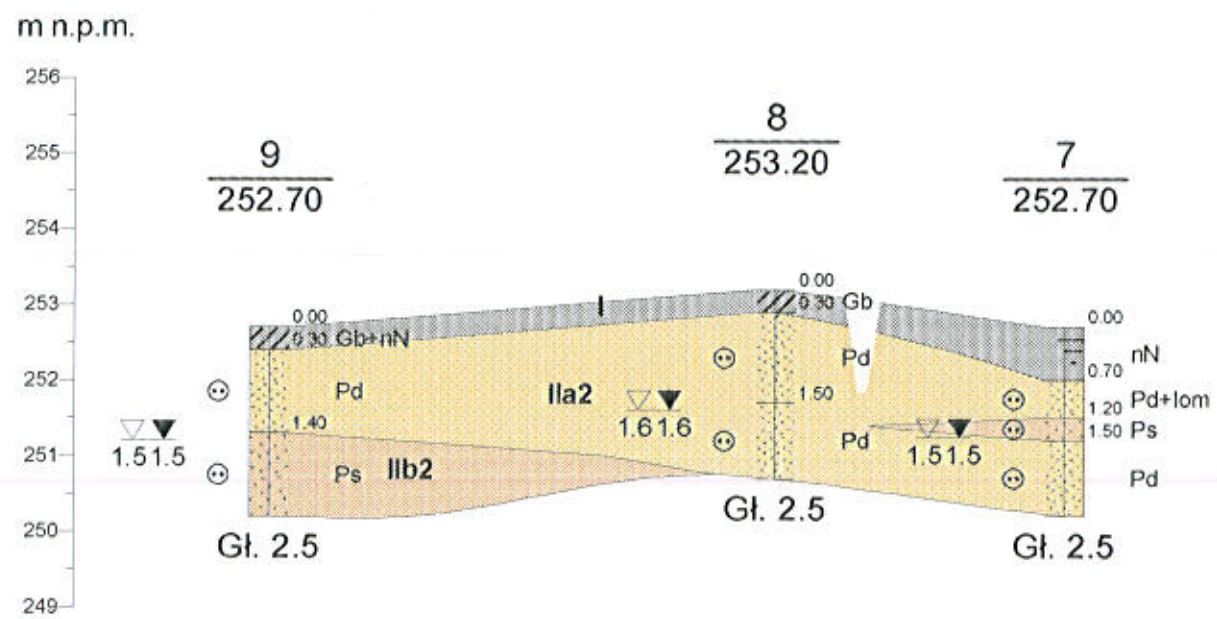 m n.p.m.
256
255
254
253
252
251
250
249
9
252.70
8
253.20
7
252.70
0.00
0.30 Gb+nN
Pd
1.40
Ps
IIb2
IIa2
1.5 1.5
Gł. 2.5
0.00
0.30 Gb
Pd
1.50
Pd
1.6 1.6
Gł. 2.5
0.00
nN
0.70
Pd+łom
1.20
Ps
1.50
Pd
1.5 1.5
Gł. 2.5